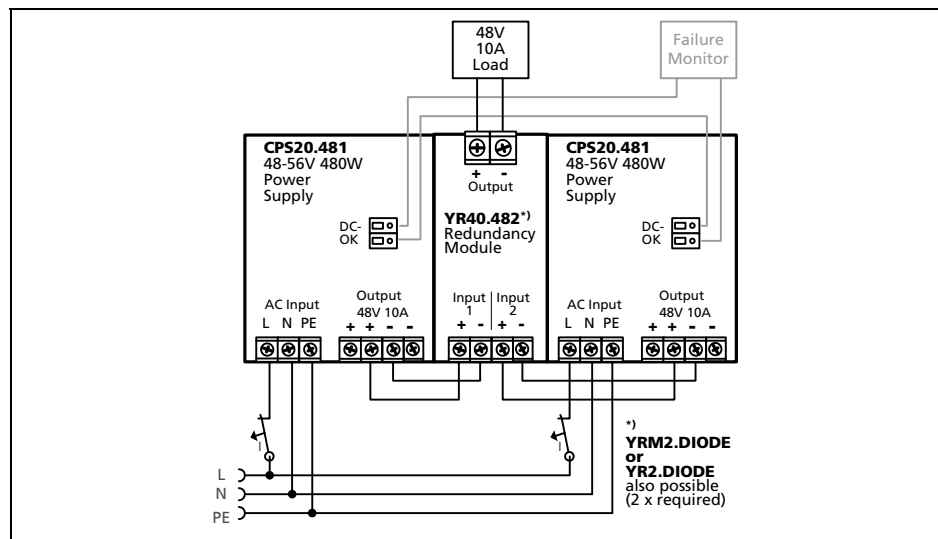 48V
10A
Load
Failure
Monitor
CPS20.481
48-56V 480W
Power
Supply
DC-
OK
AC Input
L N PE
Output
48V 10A
+ + - -
+ -
Output
YR40.482*)
Redundancy
Module
Input
1
Input
2
+ - + -
CPS20.481
48-56V 480W
Power
Supply
DC-
OK
AC Input
L N PE
Output
48V 10A
+ + - -
I
I
L
N
PE
*)
YRM2.DIODE
or
YR2.DIODE
also possible
(2 x required)